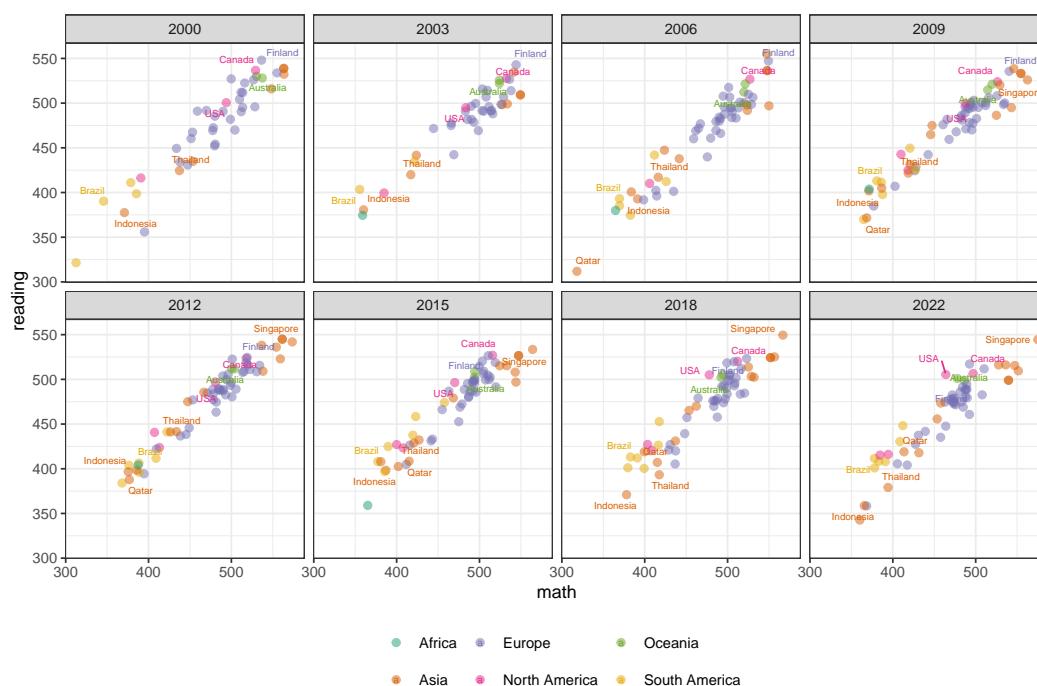 2000
2003
2006
2009
550
500
450
400
350
300
Finland
Canada
Australia
USA
Thailand
Brazil
Indonesia
Finland
Canada
Australia
USA
Thailand
Brazil
Indonesia
Finland
Canada
Australia
USA
Thailand
Brazil
Indonesia
Qatar
Finland
Canada
Singapore
Australia
USA
Thailand
Brazil
Indonesia
Qatar
reading
2012
2015
2018
2022
550
500
450
400
350
300
Singapore
Finland
Canada
Australia
USA
Thailand
Brazil
Indonesia
Qatar
Canada
Finland
Singapore
Australia
USA
Brazil
Thailand
Qatar
Indonesia
Singapore
Canada
USA
Finland
Australia
Brazil
Qatar
Thailand
Indonesia
Singapore
USA
Canada
Australia
Finland
Qatar
Brazil
Thailand
Indonesia
300
400
500
300
400
500
300
400
500
300
400
500
math
Africa
Europe
Oceania
Asia
North America
South America